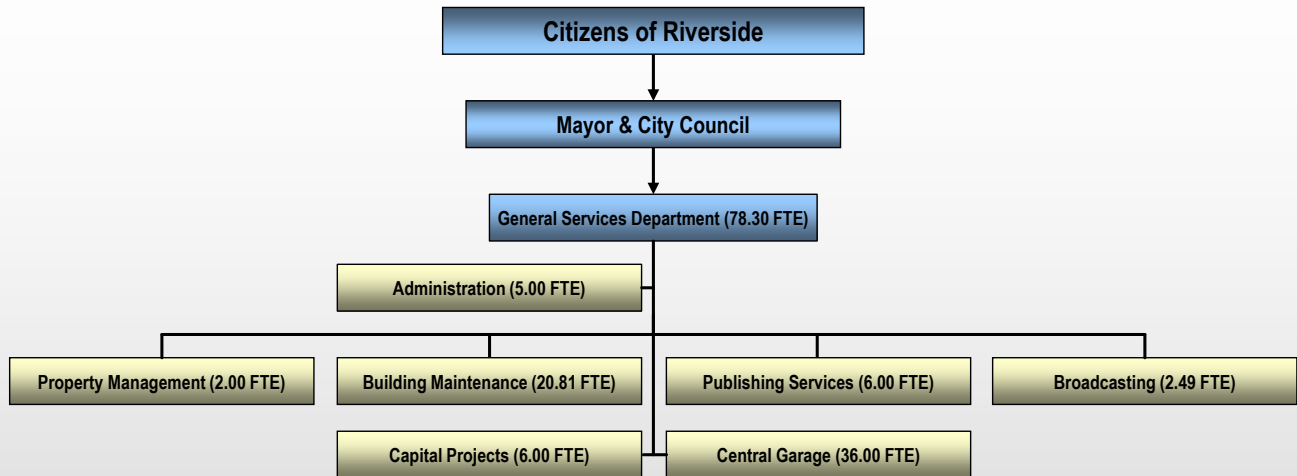 Citizens of Riverside
Mayor & City Council
General Services Department (78.30 FTE)
Administration (5.00 FTE)
Property Management (2.00 FTE)
Building Maintenance (20.81 FTE)
Publishing Services (6.00 FTE)
Broadcasting (2.49 FTE)
Capital Projects (6.00 FTE)
Central Garage (36.00 FTE)